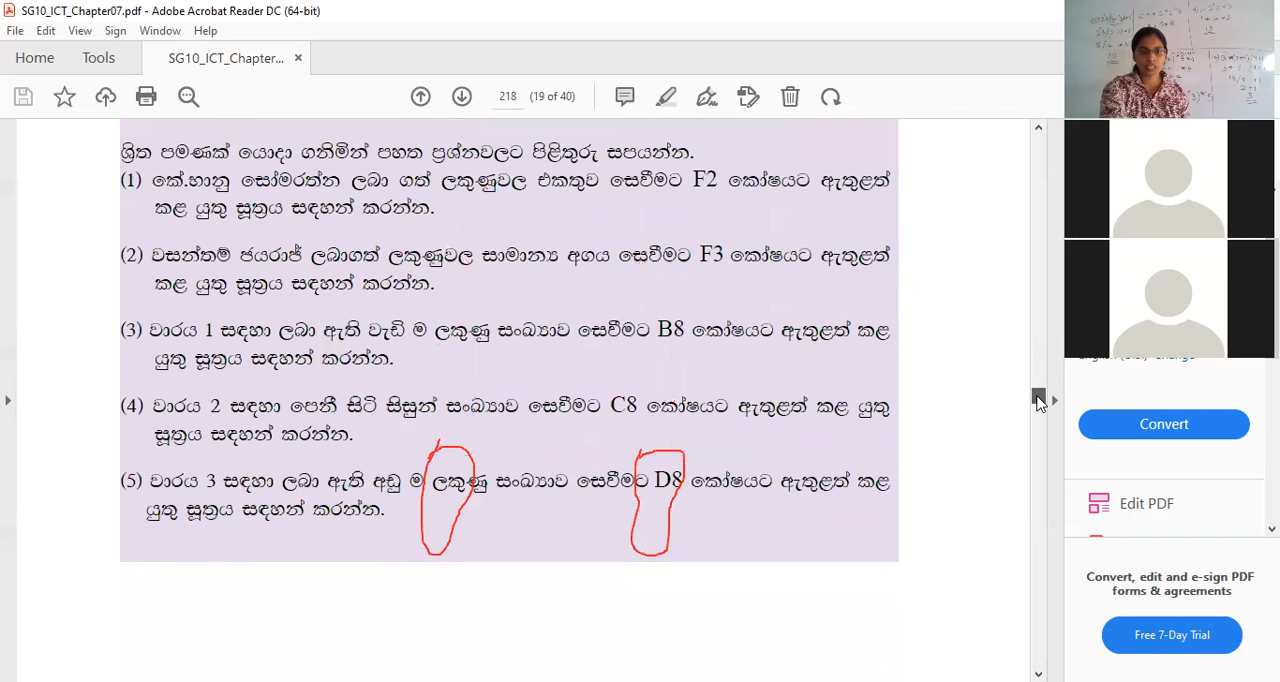 SG10_ICT_Chapter07.pdf - Adobe Acrobat Reader DC (64-bit)
File Edit View Sign Window Help
Home Tools SG10_ICT_Chapter... ×
218 (19 of 40)
ශ්‍රිත පමණක් යොදා ගනිමින් පහත ප්‍රශ්නවලට පිළිතුරු සපයන්න.
(1) කේ.හානු සෝමරත්න ලබා ගත් ලකුණුවල එකතුව සෙවීමට F2 කෝෂයට ඇතුළත්
කළ යුතු සූත්‍රය සඳහන් කරන්න.
(2) වසන්තම් ජයරාජ් ලබාගත් ලකුණුවල සාමාන්‍ය අගය සෙවීමට F3 කෝෂයට ඇතුළත්
කළ යුතු සූත්‍රය සඳහන් කරන්න.
(3) වාරය 1 සඳහා ලබා ඇති වැඩි ම ලකුණු සංඛ්‍යාව සෙවීමට B8 කෝෂයට ඇතුළත් කළ
යුතු සූත්‍රය සඳහන් කරන්න.
(4) වාරය 2 සඳහා පෙනී සිටි සිසුන් සංඛ්‍යාව සෙවීමට C8 කෝෂයට ඇතුළත් කළ යුතු
සූත්‍රය සඳහන් කරන්න.
(5) වාරය 3 සඳහා ලබා ඇති අඩු ම ලකුණු සංඛ්‍යාව සෙවීමට D8 කෝෂයට ඇතුළත් කළ
යුතු සූත්‍රය සඳහන් කරන්න.
Convert
Edit PDF
Convert, edit and e-sign PDF
forms & agreements
Free 7-Day Trial